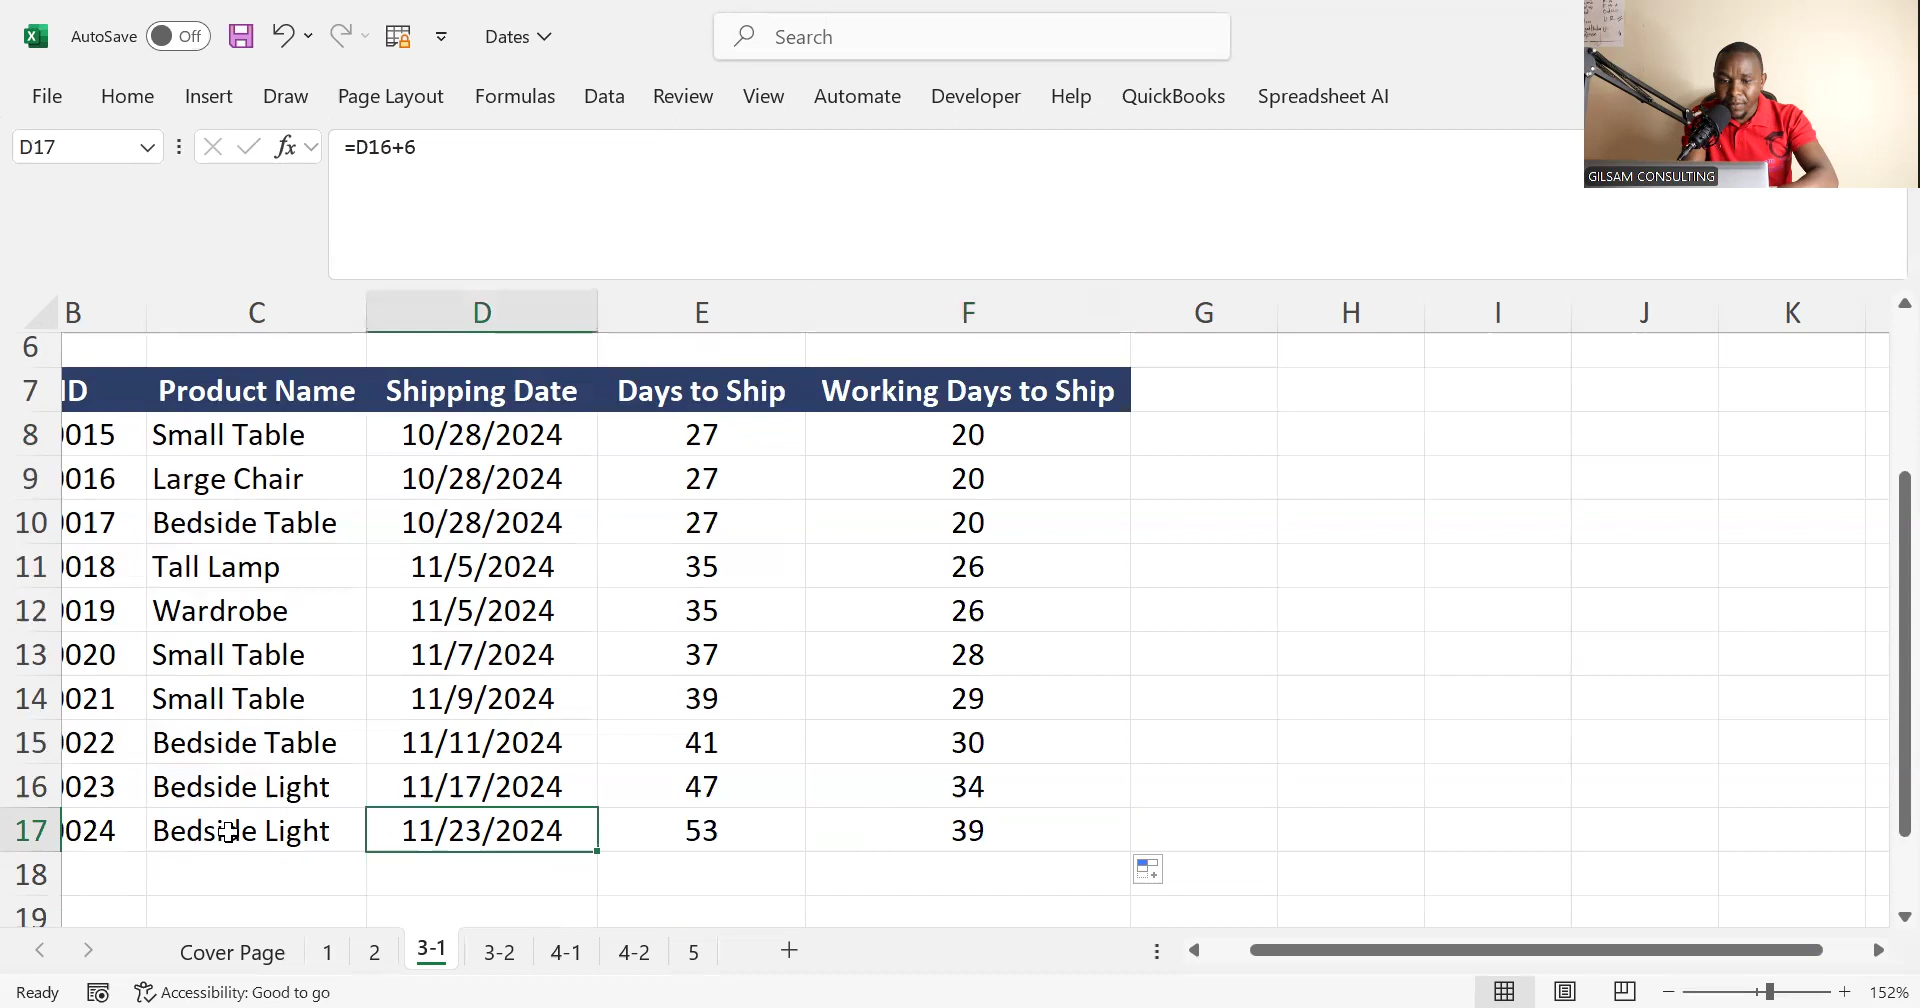 AutoSave Off Dates Search
File Home Insert Draw Page Layout Formulas Data Review View Automate Developer Help QuickBooks Spreadsheet AI
GILSAM CONSULTING
D17 fx =D16+6
B C D E F G H I J K
6
7 ID Product Name Shipping Date Days to Ship Working Days to Ship
8 0015 Small Table 10/28/2024 27 20
9 0016 Large Chair 10/28/2024 27 20
10 0017 Bedside Table 10/28/2024 27 20
11 0018 Tall Lamp 11/5/2024 35 26
12 0019 Wardrobe 11/5/2024 35 26
13 0020 Small Table 11/7/2024 37 28
14 0021 Small Table 11/9/2024 39 29
15 0022 Bedside Table 11/11/2024 41 30
16 0023 Bedside Light 11/17/2024 47 34
17 0024 Bedside Light 11/23/2024 53 39
18
19
Cover Page 1 2 3-1 3-2 4-1 4-2 5
Ready Accessibility: Good to go 152%